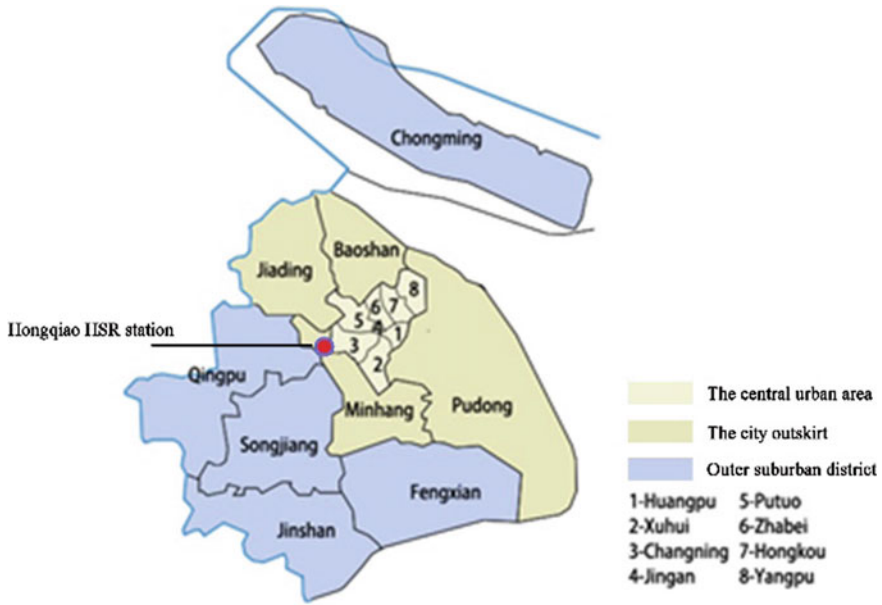 Chongming
Baoshan
Jiading
8
6
7
5
4
1
3
2
Hongqiao HSR station
Qingpu
Minhang
Pudong
Songjiang
Fengxian
Jinshan
The central urban area
The city outskirt
Outer suburban district
1-Huangpu 5-Putuo
2-Xuhui 6-Zhabei
3-Changning 7-Hongkou
4-Jingan 8-Yangpu